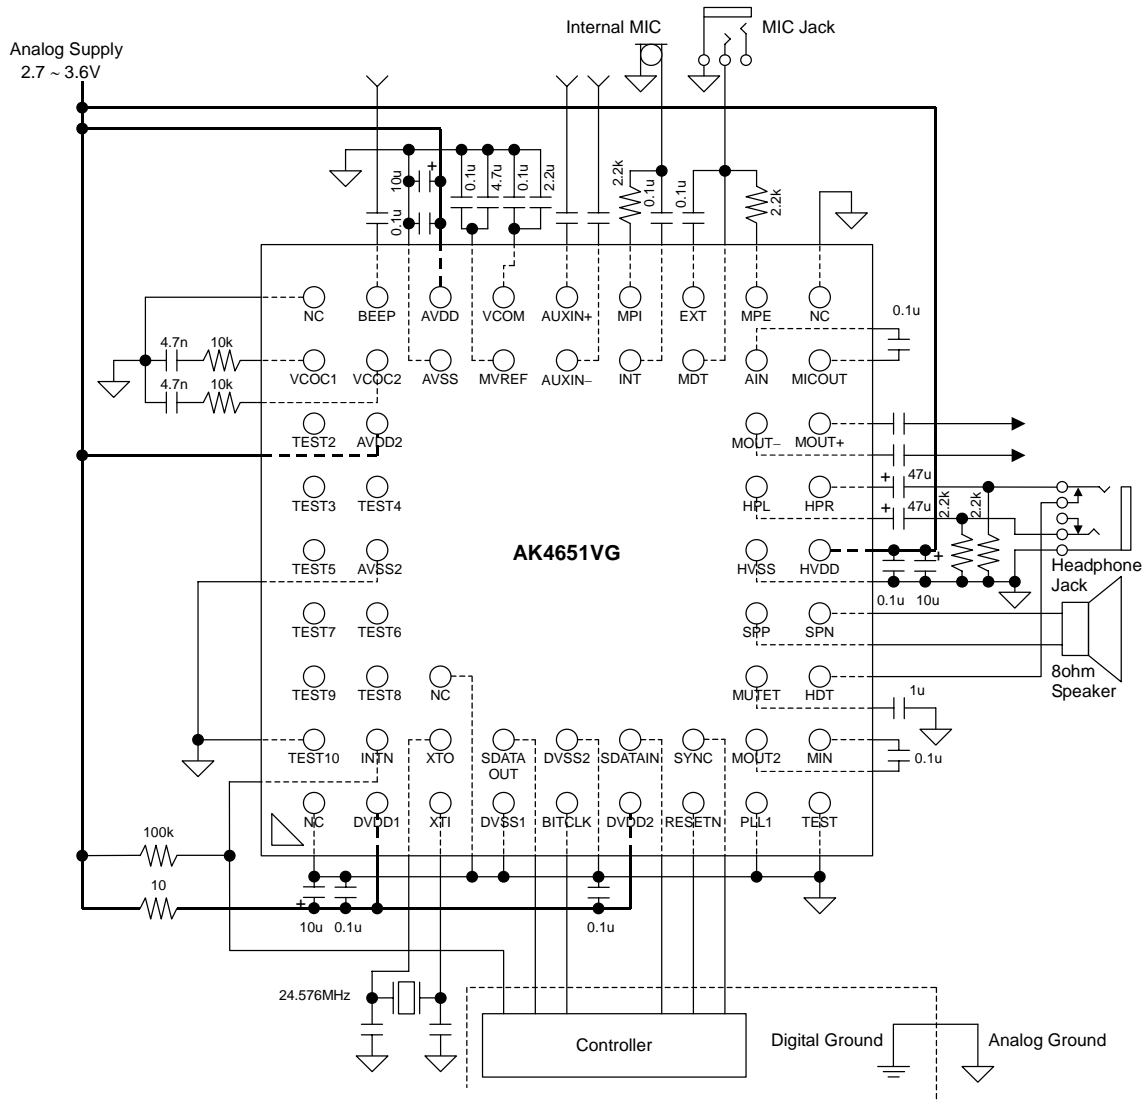 Internal MIC
MIC Jack
Analog Supply
2.7 ~ 3.6V
10u
+
0.1u
0.1u
4.7u
0.1u
2.2u
2.2k
0.1u
0.1u
2.2k
NC
BEEP
AVDD
VCOM
AUXIN+
MPI
EXT
MPE
NC
0.1u
4.7n
10k
VCOC1
VCOC2
AVSS
MVREF
AUXIN−
INT
MDT
AIN
MICOUT
4.7n
10k
TEST2
AVDD2
MOUT−
MOUT+
TEST3
TEST4
HPL
HPR
+
47u
+
47u
2.2k
2.2k
AK4651VG
TEST5
AVSS2
HVSS
HVDD
+
0.1u
10u
Headphone
Jack
TEST7
TEST6
SPP
SPN
8ohm
Speaker
TEST9
TEST8
NC
MUTET
HDT
1u
TEST10
INTN
XTO
SDATA
OUT
DVSS2
SDATAIN
SYNC
MOUT2
MIN
0.1u
NC
DVDD1
XTI
DVSS1
BITCLK
DVDD2
RESETN
PLL1
TEST
100k
10
+
10u
0.1u
0.1u
24.576MHz
Controller
Digital Ground
Analog Ground